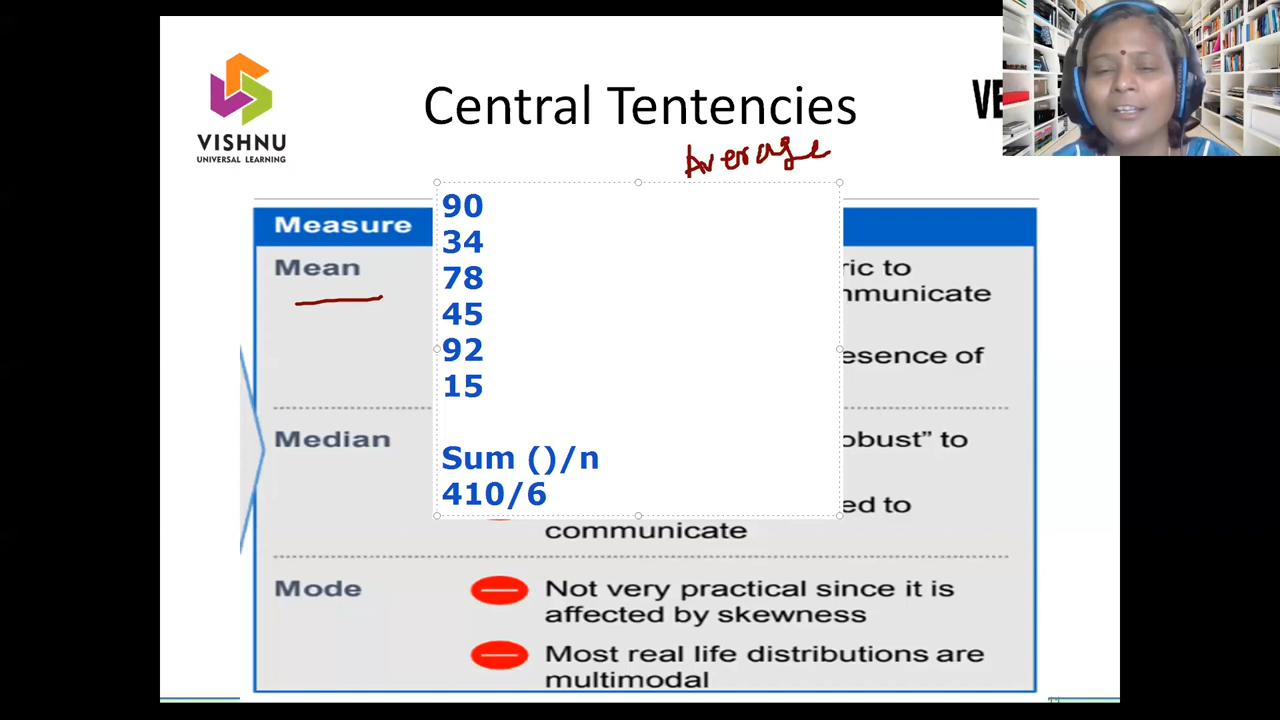 VISHNU
UNIVERSAL LEARNING
Central Tentencies
VE
Average
90
34
78
45
92
15
Sum ()/n
410/6
Measure
Mean
ric to
mmunicate
esence of
Median
obust” to
ed to
communicate
Mode
Not very practical since it is
affected by skewness
Most real life distributions are
multimodal